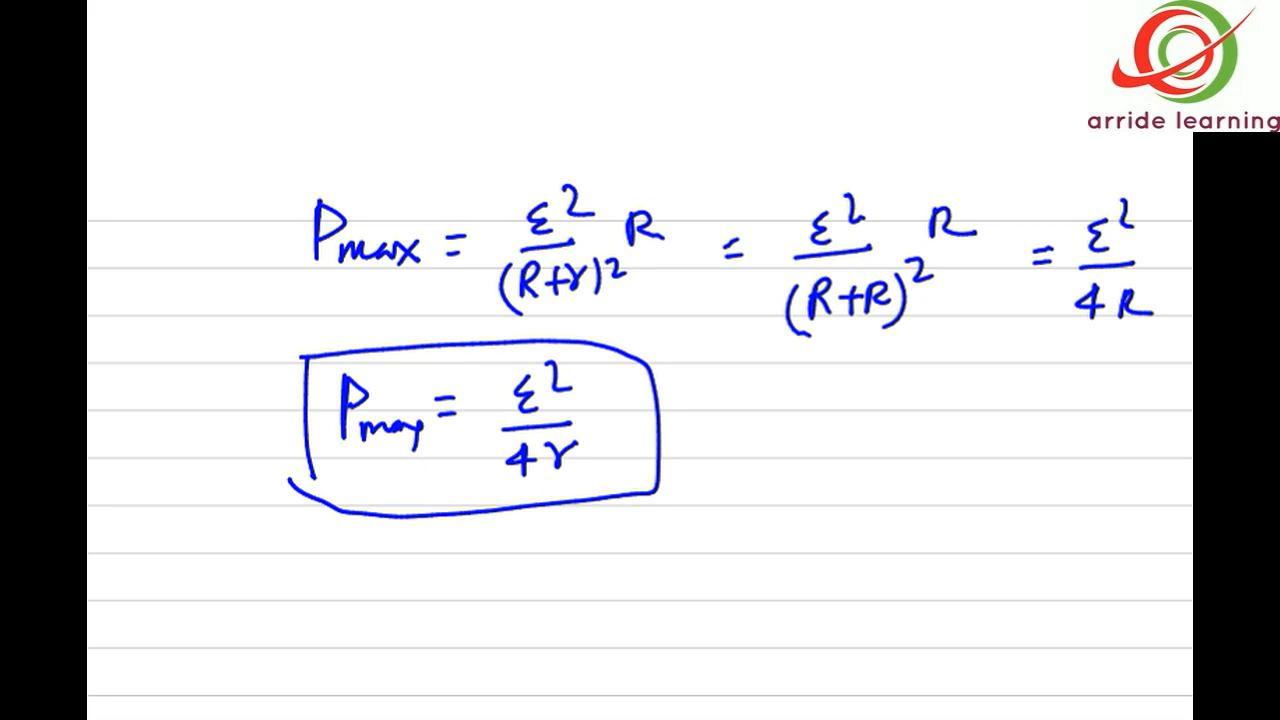 arride learning
Pmax = ε²/(R+r)² R = ε²/(R+R)² R = ε²/4R
Pmax = ε²/4r